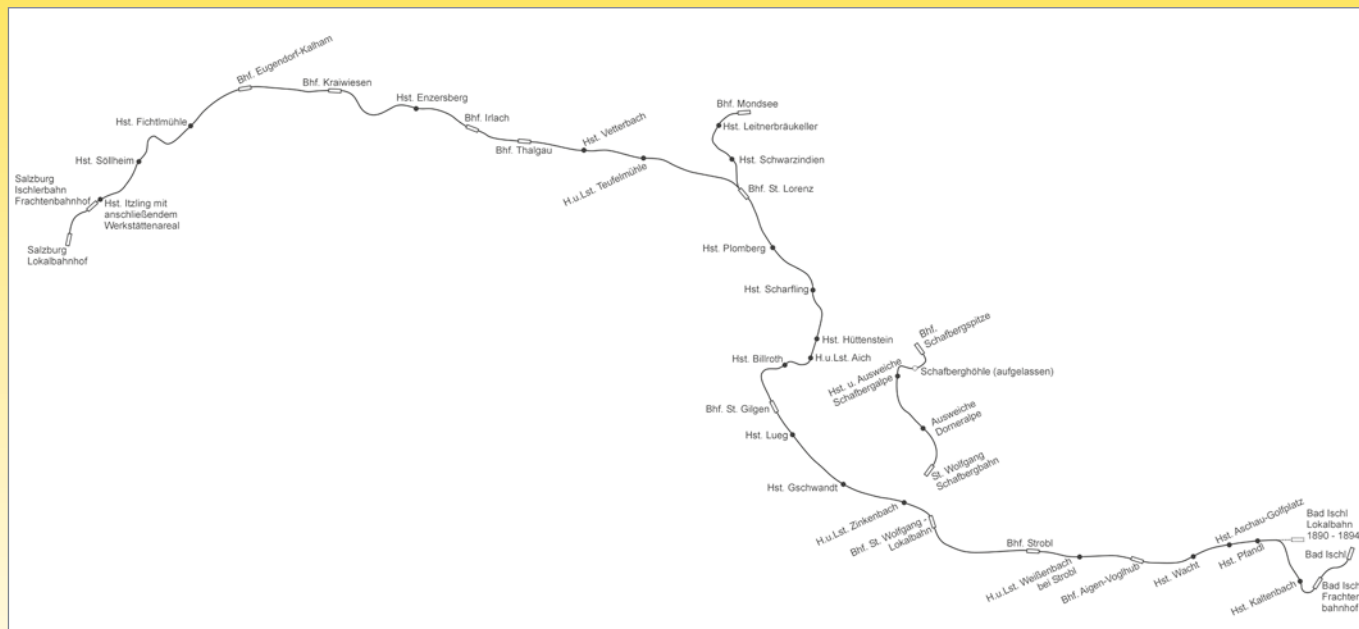 Bhf. Eugendorf-Kalham
Bhf. Kraiwiesen
Hst. Enzersberg
Bhf. Mondsee
Hst. Fichtlmühle
Bhf. Irlach
Hst. Leitnerbräukeller
Bhf. Thalgau
Hst. Vetterbach
Hst. Söllheim
H.u.Lst. Teufelmühle
Hst. Schwarzindien
Salzburg
Ischlerbahn
Frachtenbahnhof
Hst. Itzling mit
anschließendem
Werkstättenareal
Bhf. St. Lorenz
Salzburg
Lokalbahnhof
Hst. Plomberg
Hst. Scharfling
Hst. Hüttenstein
Bhf.
Schafbergspitze
Hst. Billroth
H.u.Lst. Aich
Hst. u. Ausweiche
Schafbergalpe
Schafberghöhle (aufgelassen)
Bhf. St. Gilgen
Ausweiche
Dorneralpe
Hst. Lueg
St. Wolfgang
Schafbergbahn
Hst. Gschwandt
H.u.Lst. Zinkenbach
Bhf. St. Wolfgang -
Lokalbahn
Bhf. Strobl
H.u.Lst. Weißenbach
bei Strobl
Bhf. Aigen-Voglhub
Hst. Wacht
Hst. Aschau-Golfplatz
Hst. Pfandl
Bad Ischl
Lokalbahn
1890 - 1894
Bad Ischl
Hst. Kaltenbach
Bad Isch
Frachten
bahnhof